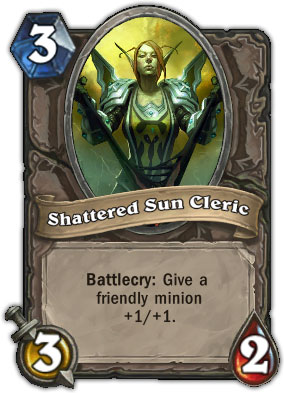 3
Shattered Sun Cleric
Battlecry: Give a
friendly minion
+1/+1.
3
2